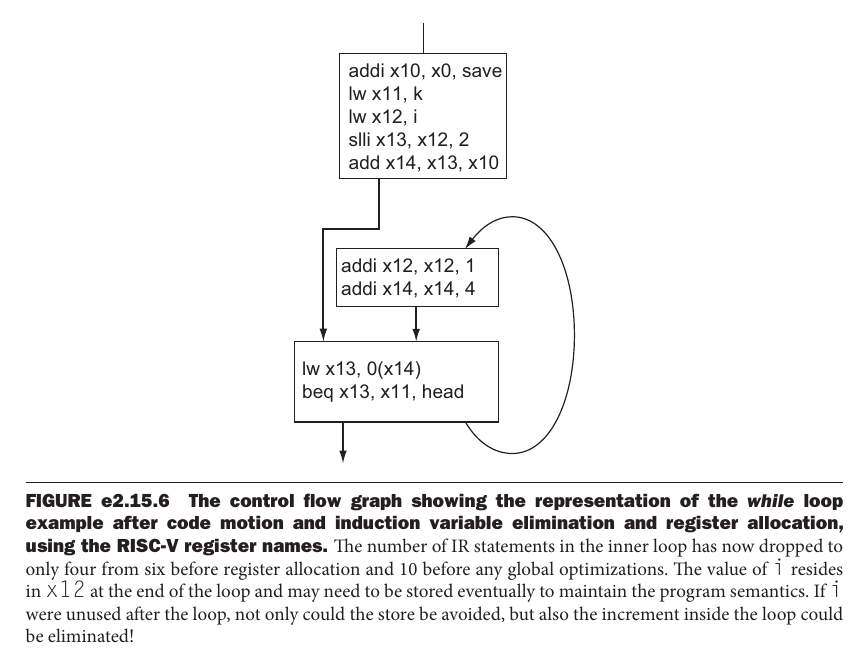 addi x10, x0, save
lw x11, k
lw x12, i
slli x13, x12, 2
add x14, x13, x10
addi x12, x12, 1
addi x14, x14, 4
lw x13, 0(x14)
beq x13, x11, head
FIGURE e2.15.6 The control flow graph showing the representation of the while loop
example after code motion and induction variable elimination and register allocation,
using the RISC-V register names. The number of IR statements in the inner loop has now dropped to
only four from six before register allocation and 10 before any global optimizations. The value of i resides
in x12 at the end of the loop and may need to be stored eventually to maintain the program semantics. If i
were unused after the loop, not only could the store be avoided, but also the increment inside the loop could
be eliminated!